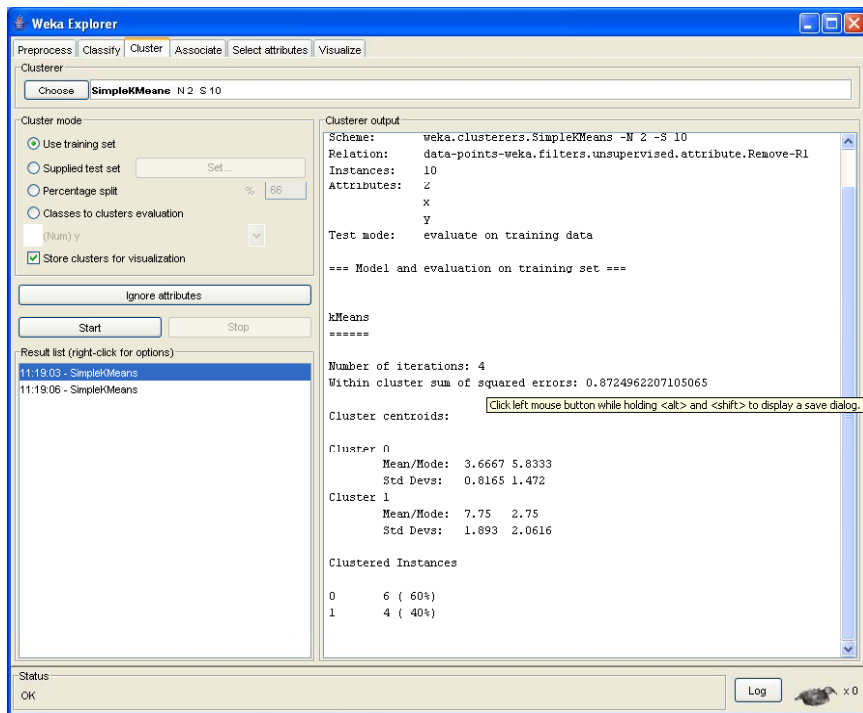 Weka Explorer
Preprocess Classify Cluster Associate Select attributes Visualize
Clusterer
Choose SimpleKMeans N 2 S 10
Cluster mode
Use training set
Supplied test set Set...
Percentage split % 66
Classes to clusters evaluation
(Num) y
Store clusters for visualization
Ignore attributes
Start Stop
Result list (right-click for options)
11:19:03 - SimpleKMeans
11:19:06 - SimpleKMeans
Clusterer output
Scheme: weka.clusterers.SimpleKMeans -N 2 -S 10
Relation: data-points-weka.filters.unsupervised.attribute.Remove-R1
Instances: 10
Attributes: 2
x
y
Test mode: evaluate on training data
=== Model and evaluation on training set ===
kMeans
======
Number of iterations: 4
Within cluster sum of squared errors: 0.8724962207105065
Click left mouse button while holding <alt> and <shift> to display a save dialog.
Cluster centroids:
Cluster 0
Mean/Mode: 3.6667 5.8333
Std Devs: 0.8165 1.472
Cluster 1
Mean/Mode: 7.75 2.75
Std Devs: 1.893 2.0616
Clustered Instances
0 6 ( 60%)
1 4 ( 40%)
Status
OK
Log
x 0